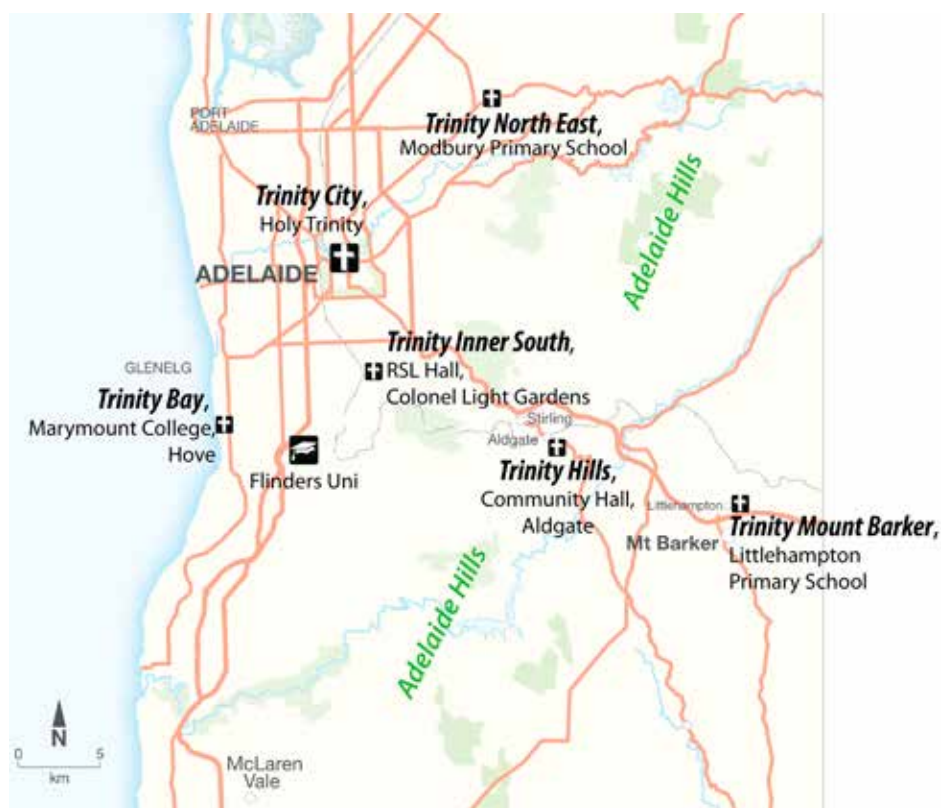 PORT
ADELAIDE
Trinity North East,
Modbury Primary School
Adelaide Hills
Trinity City,
Holy Trinity
ADELAIDE
Trinity Inner South,
RSL Hall,
Colonel Light Gardens
GLENELG
Trinity Bay,
Marymount College,
Hove
Flinders Uni
Stirling
Aldgate
Trinity Hills,
Community Hall,
Aldgate
Littlehampton
Mt Barker
Trinity Mount Barker,
Littlehampton
Primary School
Adelaide Hills
N
0 5
km
McLaren
Vale